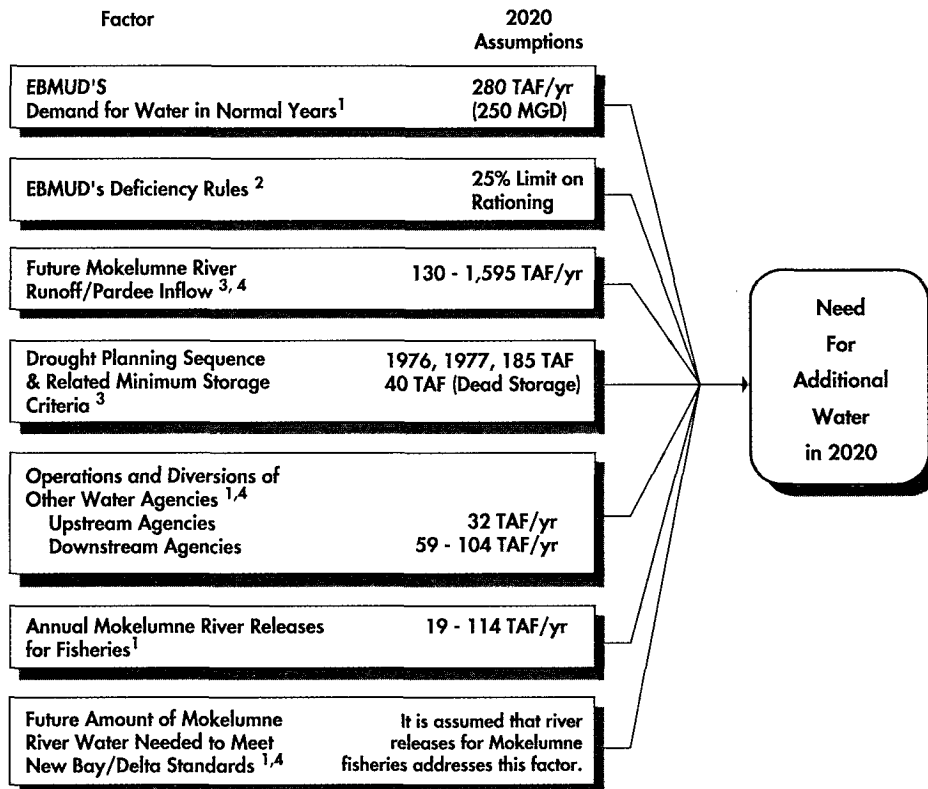 Factor
2020
Assumptions
EBMUD'S
Demand for Water in Normal Years1
280 TAF/yr
(250 MGD)
EBMUD's Deficiency Rules 2
25% Limit on
Rationing
Future Mokelumne River
Runoff/Pardee Inflow 3, 4
130 - 1,595 TAF/yr
Drought Planning Sequence
& Related Minimum Storage
Criteria 3
1976, 1977, 185 TAF
40 TAF (Dead Storage)
Operations and Diversions of
Other Water Agencies 1,4
Upstream Agencies
32 TAF/yr
Downstream Agencies
59 - 104 TAF/yr
Annual Mokelumne River Releases
for Fisheries1
19 - 114 TAF/yr
Future Amount of Mokelumne
River Water Needed to Meet
New Bay/Delta Standards 1,4
It is assumed that river
releases for Mokelumne
fisheries addresses this factor.
Need
For
Additional
Water
in 2020